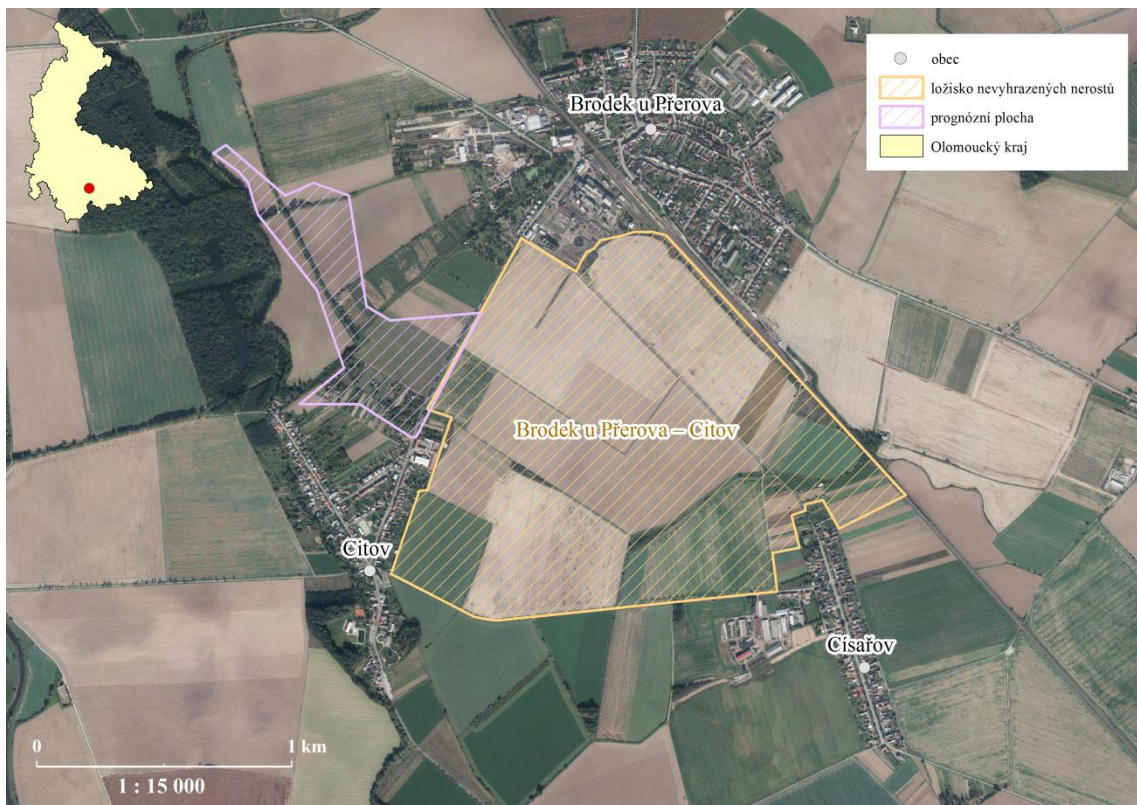 obec
ložisko nevyhrazených nerostů
prognózní plocha
Olomoucký kraj
Brodek u Přerova
Brodek u Přerova – Citov
Citov
Císařov
0 1 km
1 : 15 000